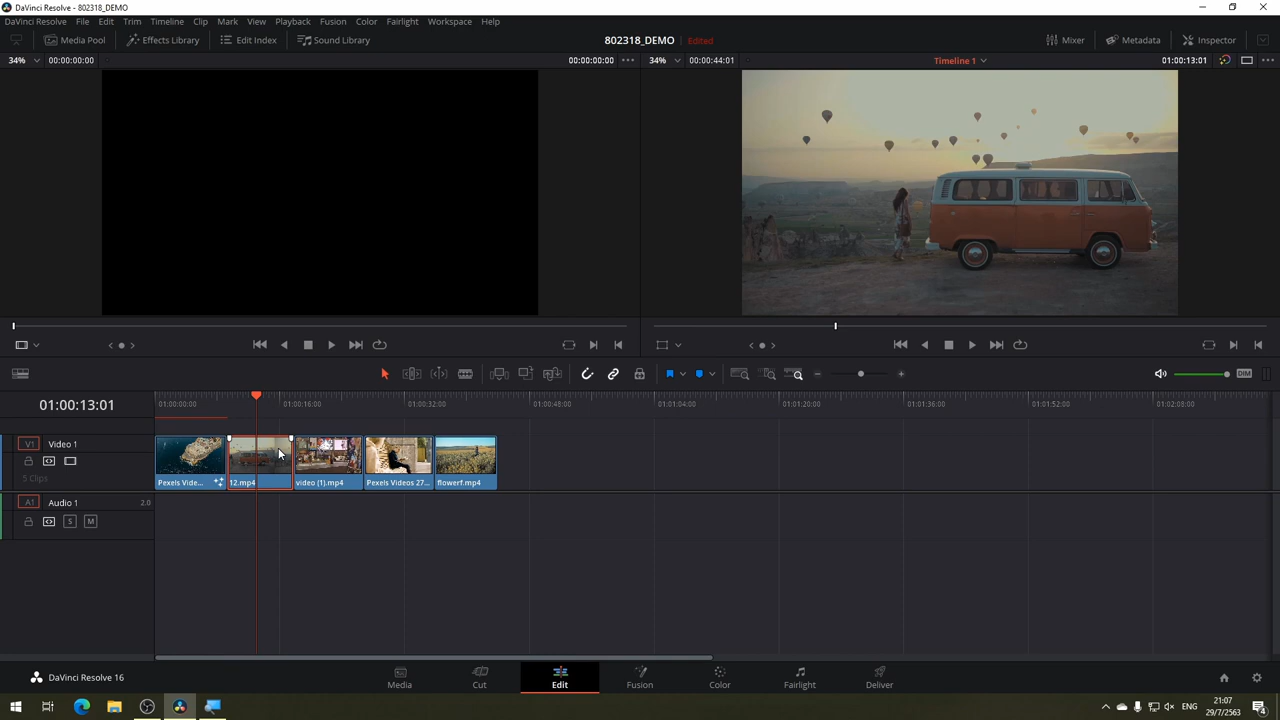 DaVinci Resolve - 802318_DEMO
DaVinci Resolve File Edit Trim Timeline Clip Mark View Playback Fusion Color Fairlight Workspace Help
Media Pool Effects Library Edit Index Sound Library 802318_DEMO Edited Mixer Metadata Inspector
34% 00:00:00:00 00:00:00:00 34% 00:00:44:01 Timeline 1 01:00:13:01
DIM
01:00:13:01 01:00:00:00 01:00:16:00 01:00:32:00 01:00:48:00 01:01:04:00 01:01:20:00 01:01:36:00 01:01:52:00 01:02:08:00
V1 Video 1
5 Clips
Pexels Vide... 12.mp4 video (1).mp4 Pexels Videos 27... flowerf.mp4
A1 Audio 1 2.0
S M
DaVinci Resolve 16 Media Cut Edit Fusion Color Fairlight Deliver
ENG 21:07
29/7/2563
4